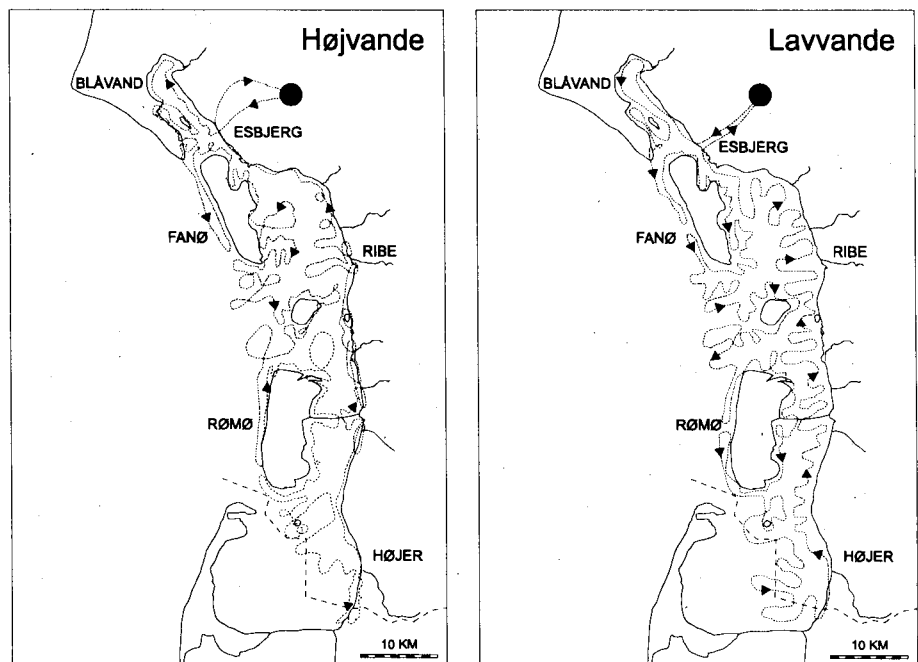 Højvande
BLÅVAND
ESBJERG
FANØ
RIBE
RØMØ
HØJER
10 KM
Lavvande
BLÅVAND
ESBJERG
FANØ
RIBE
RØMØ
HØJER
10 KM